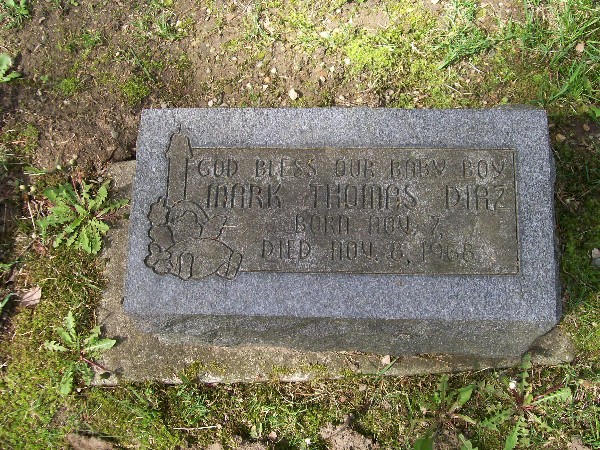 GOD BLESS OUR BABY BOY
MARK THOMAS DIAZ
BORN NOV. 7,
DIED NOV. 8, 1968